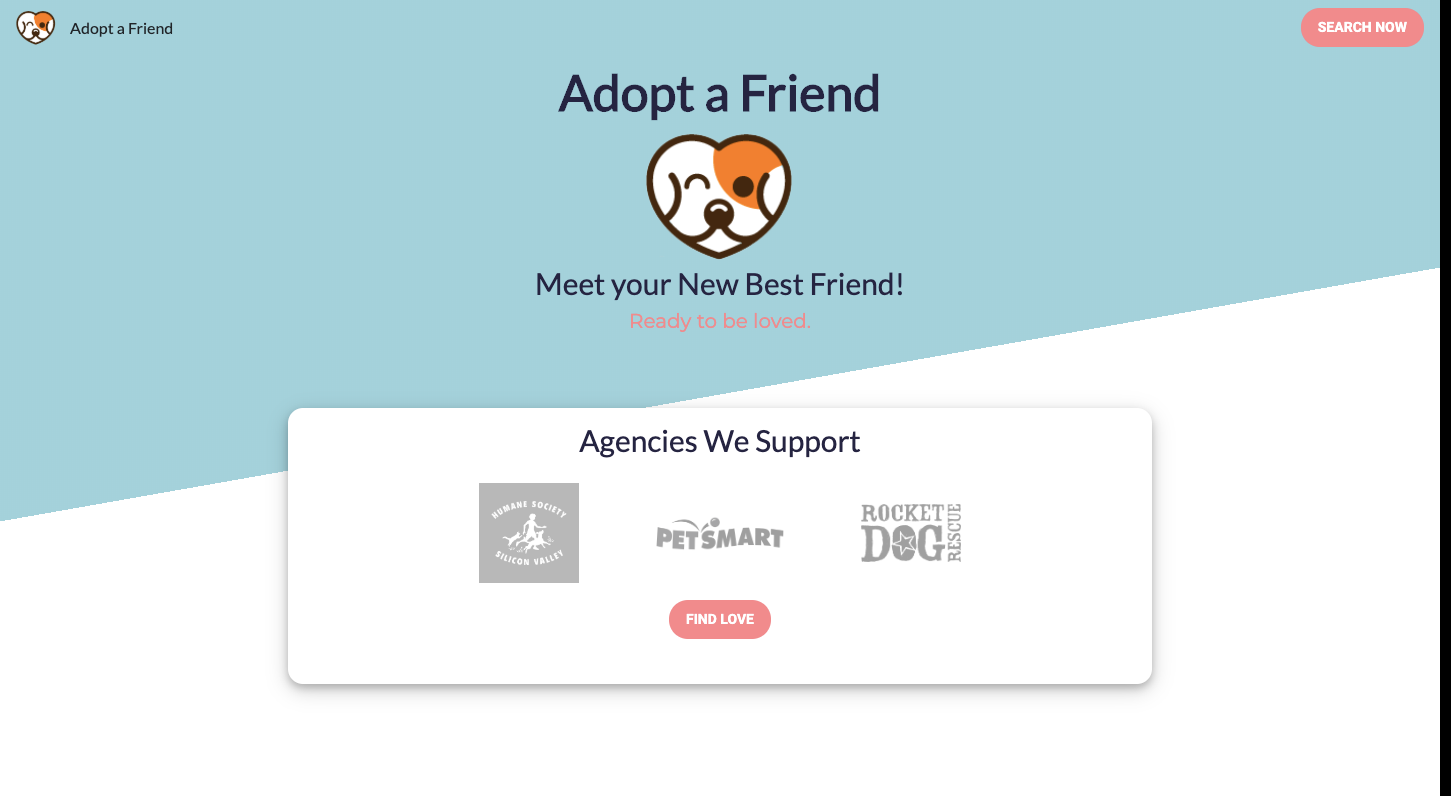 Adopt a Friend
SEARCH NOW
Adopt a Friend
Meet your New Best Friend!
Ready to be loved.
Agencies We Support
HUMANE SOCIETY
SILICON VALLEY
PETSMART
ROCKET
DOG
RESCUE
FIND LOVE